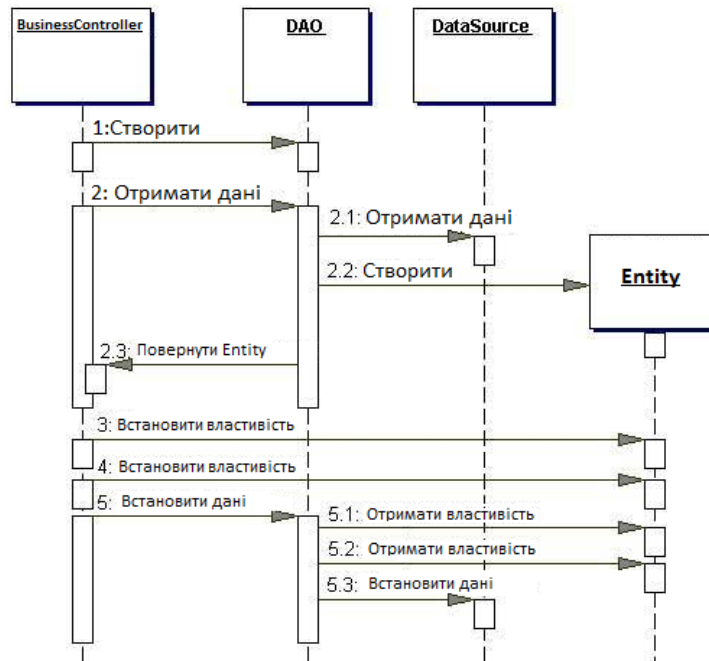 BusinessController
DAO
DataSource
1:Створити
2: Отримати дані
2.1: Отримати дані
2.2: Створити
Entity
2.3: Повернути Entity
3: Встановити властивість
4: Встановити властивість
5: Встановити дані
5.1: Отримати властивість
5.2: Отримати властивість
5.3: Встановити дані